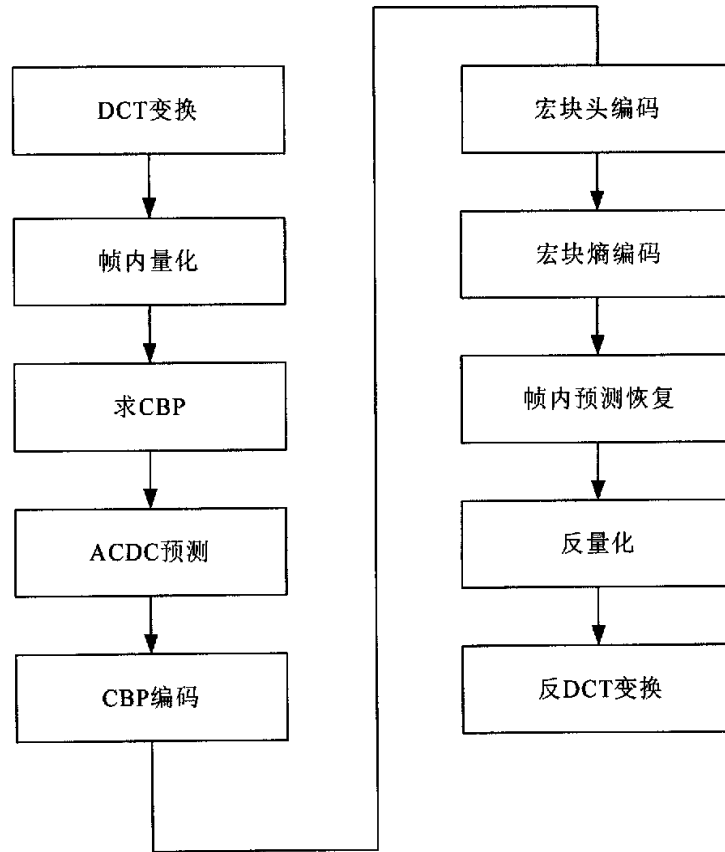 DCT变换
帧内量化
求CBP
ACDC预测
CBP编码
宏块头编码
宏块熵编码
帧内预测恢复
反量化
反DCT变换